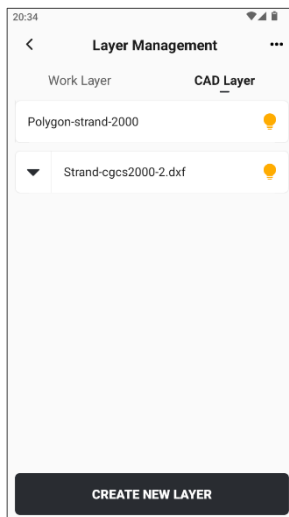 20:34
Layer Management
Work Layer CAD Layer
Polygon-strand-2000
Strand-cgcs2000-2.dxf
CREATE NEW LAYER